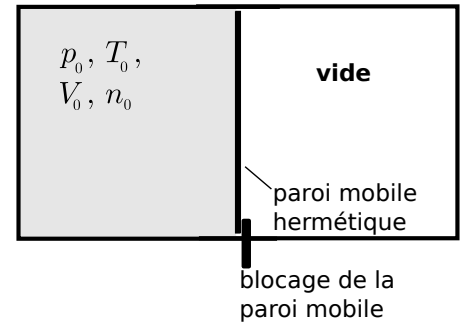 p₀, T₀,
V₀, n₀
vide
paroi mobile
hermétique
blocage de la
paroi mobile